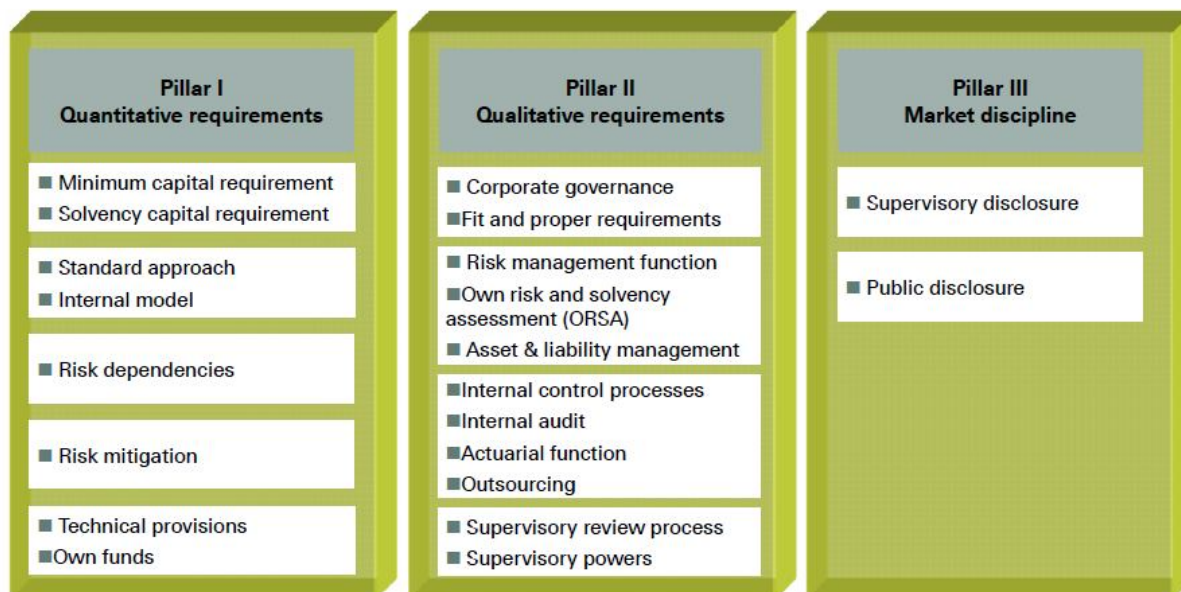 Pillar I
Quantitative requirements
■ Minimum capital requirement
■ Solvency capital requirement
■ Standard approach
■ Internal model
■ Risk dependencies
■ Risk mitigation
■ Technical provisions
■Own funds
Pillar II
Qualitative requirements
■ Corporate governance
■Fit and proper requirements
■ Risk management function
■Own risk and solvency
assessment (ORSA)
■ Asset & liability management
■Internal control processes
■Internal audit
■Actuarial function
■Outsourcing
■ Supervisory review process
■ Supervisory powers
Pillar III
Market discipline
■ Supervisory disclosure
■ Public disclosure